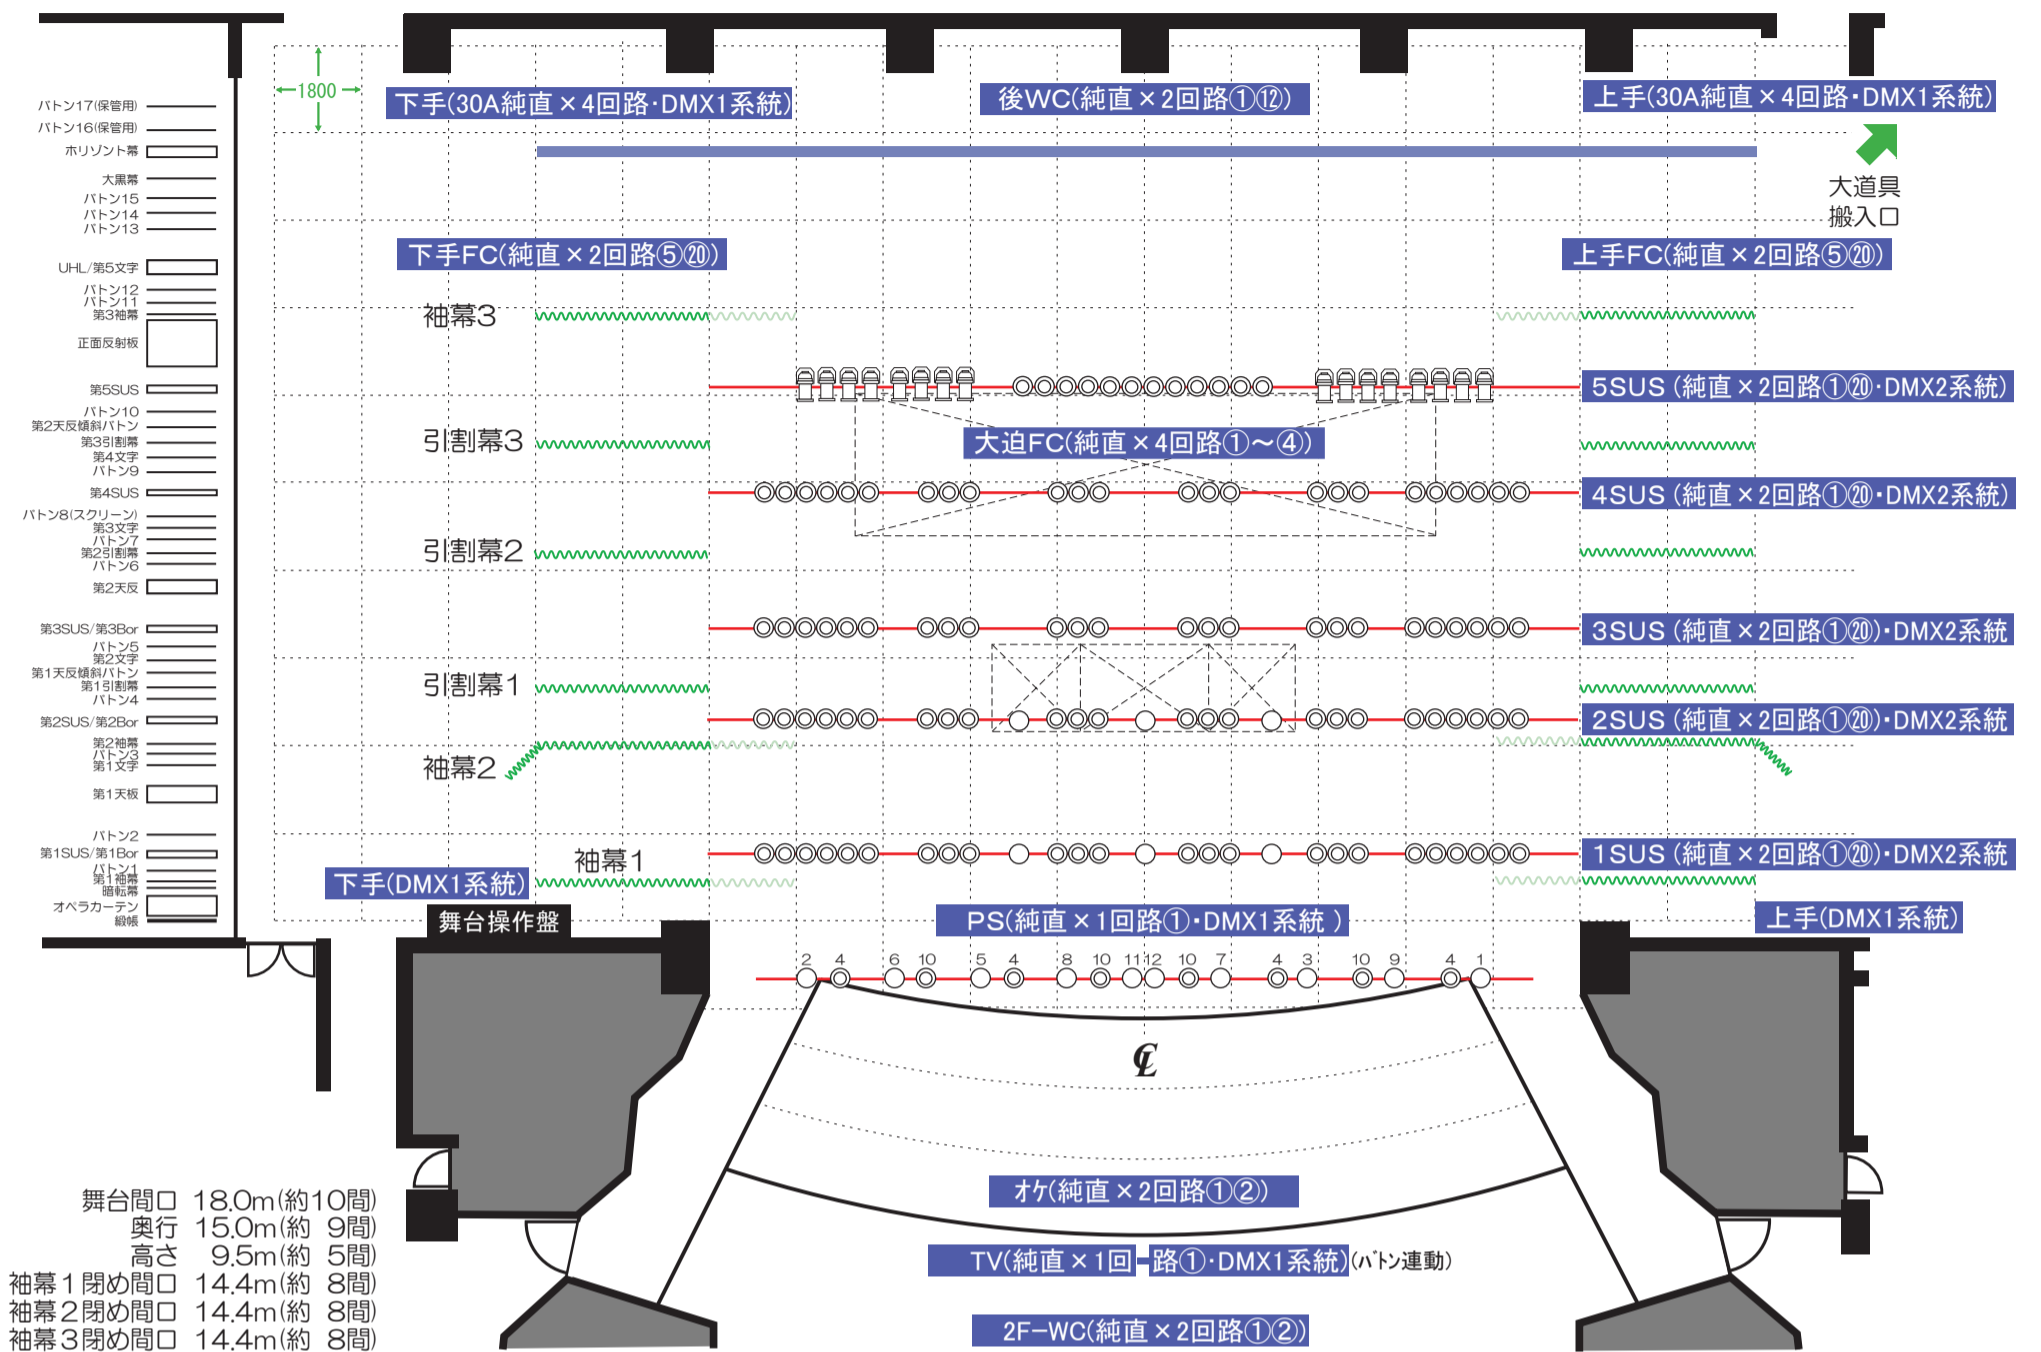 バトン17(保管用)
バトン16(保管用)
ホリゾント幕
大黒幕
バトン15
バトン14
バトン13
UHL/第5文字
バトン12
バトン11
第3袖幕
正面反射板
第5SUS
バトン10
第2天反傾斜バトン
第3引割幕
第4文字
バトン9
第4SUS
バトン8(スクリーン)
第3文字
バトン7
第2引割幕
バトン6
第2天反
第3SUS/第3Bor
バトン5
第2文字
第1天反傾斜バトン
第1引割幕
バトン4
第2SUS/第2Bor
第2袖幕
バトン3
第1文字
第1天板
バトン2
第1SUS/第1Bor
バトン1
第1袖幕
暗転幕
オペラカーテン
緞帳
1800
下手(30A純直×4回路・DMX1系統)
後WC(純直×2回路①⑫)
上手(30A純直×4回路・DMX1系統)
大道具
搬入口
下手FC(純直×2回路⑤⑳)
上手FC(純直×2回路⑤⑳)
袖幕3
5SUS (純直×2回路①⑳・DMX2系統)
引割幕3
大迫FC(純直×4回路①～④)
4SUS (純直×2回路①⑳・DMX2系統)
引割幕2
3SUS (純直×2回路①⑳)・DMX2系統
引割幕1
2SUS (純直×2回路①⑳)・DMX2系統
袖幕2
袖幕1
1SUS (純直×2回路①⑳)・DMX2系統
下手(DMX1系統)
舞台操作盤
PS(純直×1回路①・DMX1系統 )
上手(DMX1系統)
2 4 6 10 5 4 8 10 11 12 10 7 4 3 10 9 4 1
℄
オケ(純直×2回路①②)
TV(純直×1回路①・DMX1系統)(バトン連動)
2F-WC(純直×2回路①②)
舞台間口 18.0m(約10間)
奥行 15.0m(約 9間)
高さ 9.5m(約 5間)
袖幕1閉め間口 14.4m(約 8間)
袖幕2閉め間口 14.4m(約 8間)
袖幕3閉め間口 14.4m(約 8間)